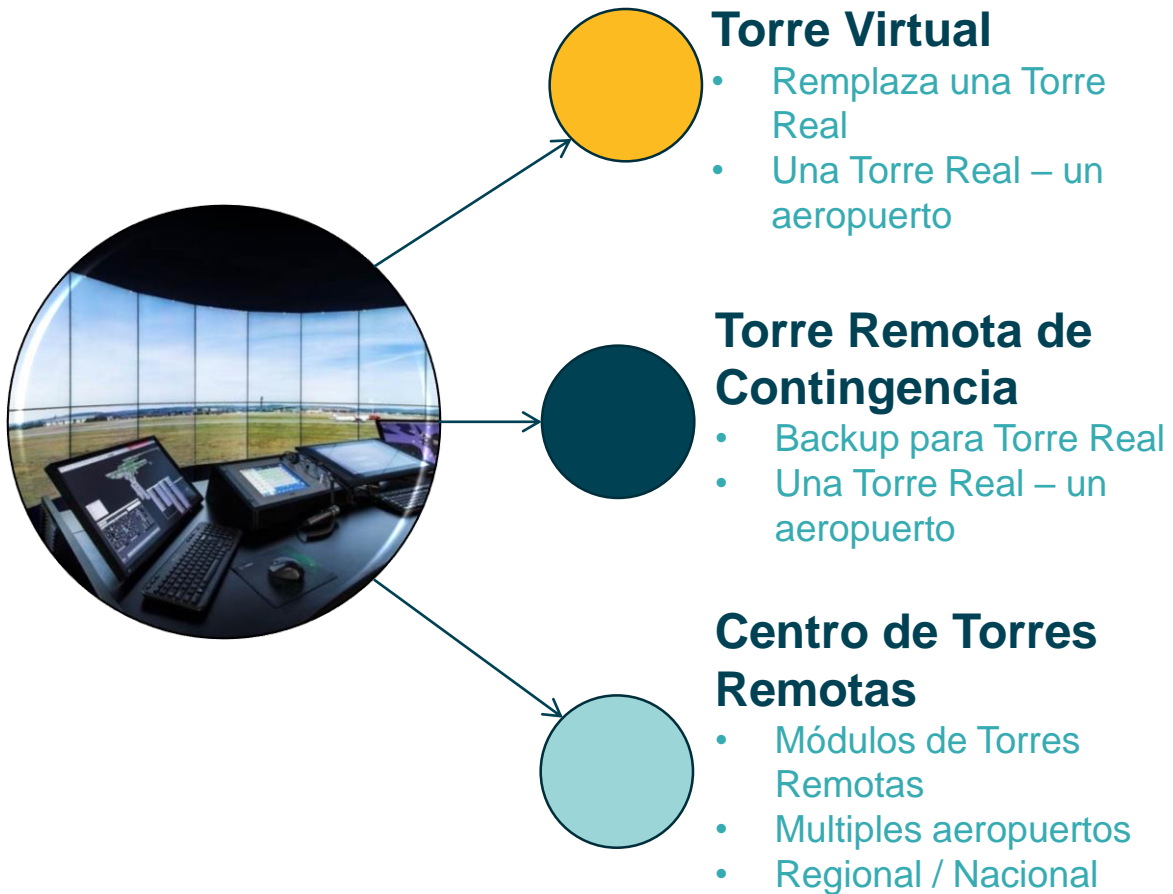 Torre Virtual
• Remplaza una Torre
Real
• Una Torre Real – un
aeropuerto
Torre Remota de
Contingencia
• Backup para Torre Real
• Una Torre Real – un
aeropuerto
Centro de Torres
Remotas
• Módulos de Torres
Remotas
• Multiples aeropuertos
• Regional / Nacional